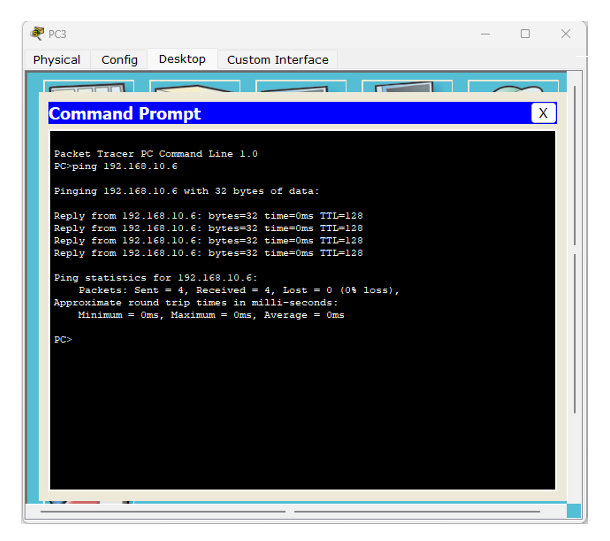 PC3
Physical Config Desktop Custom Interface
Command Prompt
X
Packet Tracer PC Command Line 1.0
PC>ping 192.168.10.6
Pinging 192.168.10.6 with 32 bytes of data:
Reply from 192.168.10.6: bytes=32 time=0ms TTL=128
Reply from 192.168.10.6: bytes=32 time=0ms TTL=128
Reply from 192.168.10.6: bytes=32 time=0ms TTL=128
Reply from 192.168.10.6: bytes=32 time=0ms TTL=128
Ping statistics for 192.168.10.6:
Packets: Sent = 4, Received = 4, Lost = 0 (0% loss),
Approximate round trip times in milli-seconds:
Minimum = 0ms, Maximum = 0ms, Average = 0ms
PC>